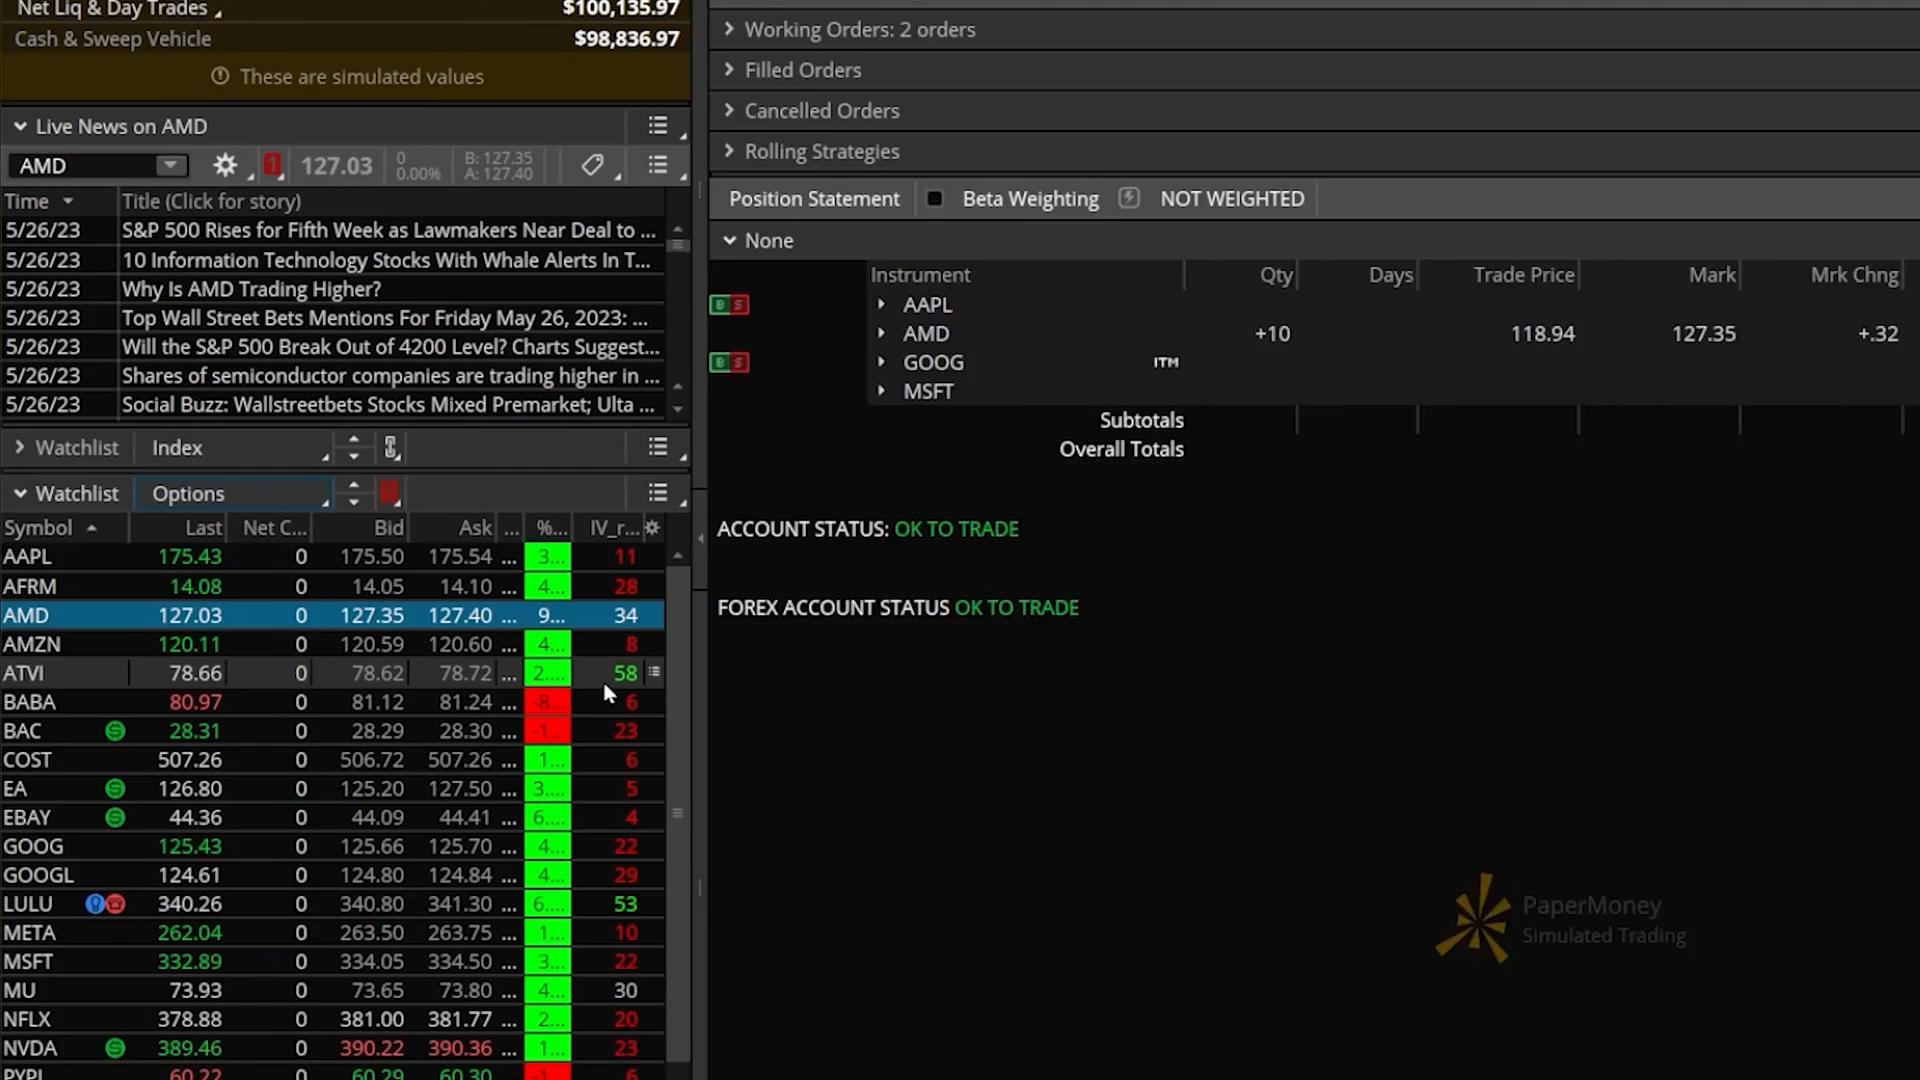 Net Liq & Day Trades $100,135.97
Cash & Sweep Vehicle $98,836.97
These are simulated values
Live News on AMD
AMD 1 127.03 0 0.00% B: 127.35 A: 127.40
Time Title (Click for story)
5/26/23 S&P 500 Rises for Fifth Week as Lawmakers Near Deal to ...
5/26/23 10 Information Technology Stocks With Whale Alerts In T...
5/26/23 Why Is AMD Trading Higher?
5/26/23 Top Wall Street Bets Mentions For Friday May 26, 2023: ...
5/26/23 Will the S&P 500 Break Out of 4200 Level? Charts Suggest...
5/26/23 Shares of semiconductor companies are trading higher in ...
5/26/23 Social Buzz: Wallstreetbets Stocks Mixed Premarket; Ulta ...
Watchlist Index
Watchlist Options
Symbol Last Net C... Bid Ask ... %... IV_r...
AAPL 175.43 0 175.50 175.54 ... 3... 11
AFRM 14.08 0 14.05 14.10 ... 4... 28
AMD 127.03 0 127.35 127.40 ... 9... 34
AMZN 120.11 0 120.59 120.60 ... 4... 8
ATVI 78.66 0 78.62 78.72 ... 2.... 58
BABA 80.97 0 81.12 81.24 ... -8... 6
BAC 28.31 0 28.29 28.30 ... -1... 23
COST 507.26 0 506.72 507.26 ... 1... 6
EA 126.80 0 125.20 127.50 ... 3.... 5
EBAY 44.36 0 44.09 44.41 ... 6.... 4
GOOG 125.43 0 125.66 125.70 ... 4... 22
GOOGL 124.61 0 124.80 124.84 ... 4... 29
LULU 340.26 0 340.80 341.30 ... 6.... 53
META 262.04 0 263.50 263.75 ... 1... 10
MSFT 332.89 0 334.05 334.50 ... 3... 22
MU 73.93 0 73.65 73.80 ... 4... 30
NFLX 378.88 0 381.00 381.77 ... 2... 20
NVDA 389.46 0 390.22 390.36 ... 1... 23
PYPL 60.22 0 60.29 60.30 ... -1... 6
Working Orders: 2 orders
Filled Orders
Cancelled Orders
Rolling Strategies
Position Statement Beta Weighting NOT WEIGHTED
None
Instrument Qty Days Trade Price Mark Mrk Chng
B S AAPL
AMD +10 118.94 127.35 +.32
B S GOOG ITM
MSFT
Subtotals
Overall Totals
ACCOUNT STATUS: OK TO TRADE
FOREX ACCOUNT STATUS OK TO TRADE
PaperMoney
Simulated Trading